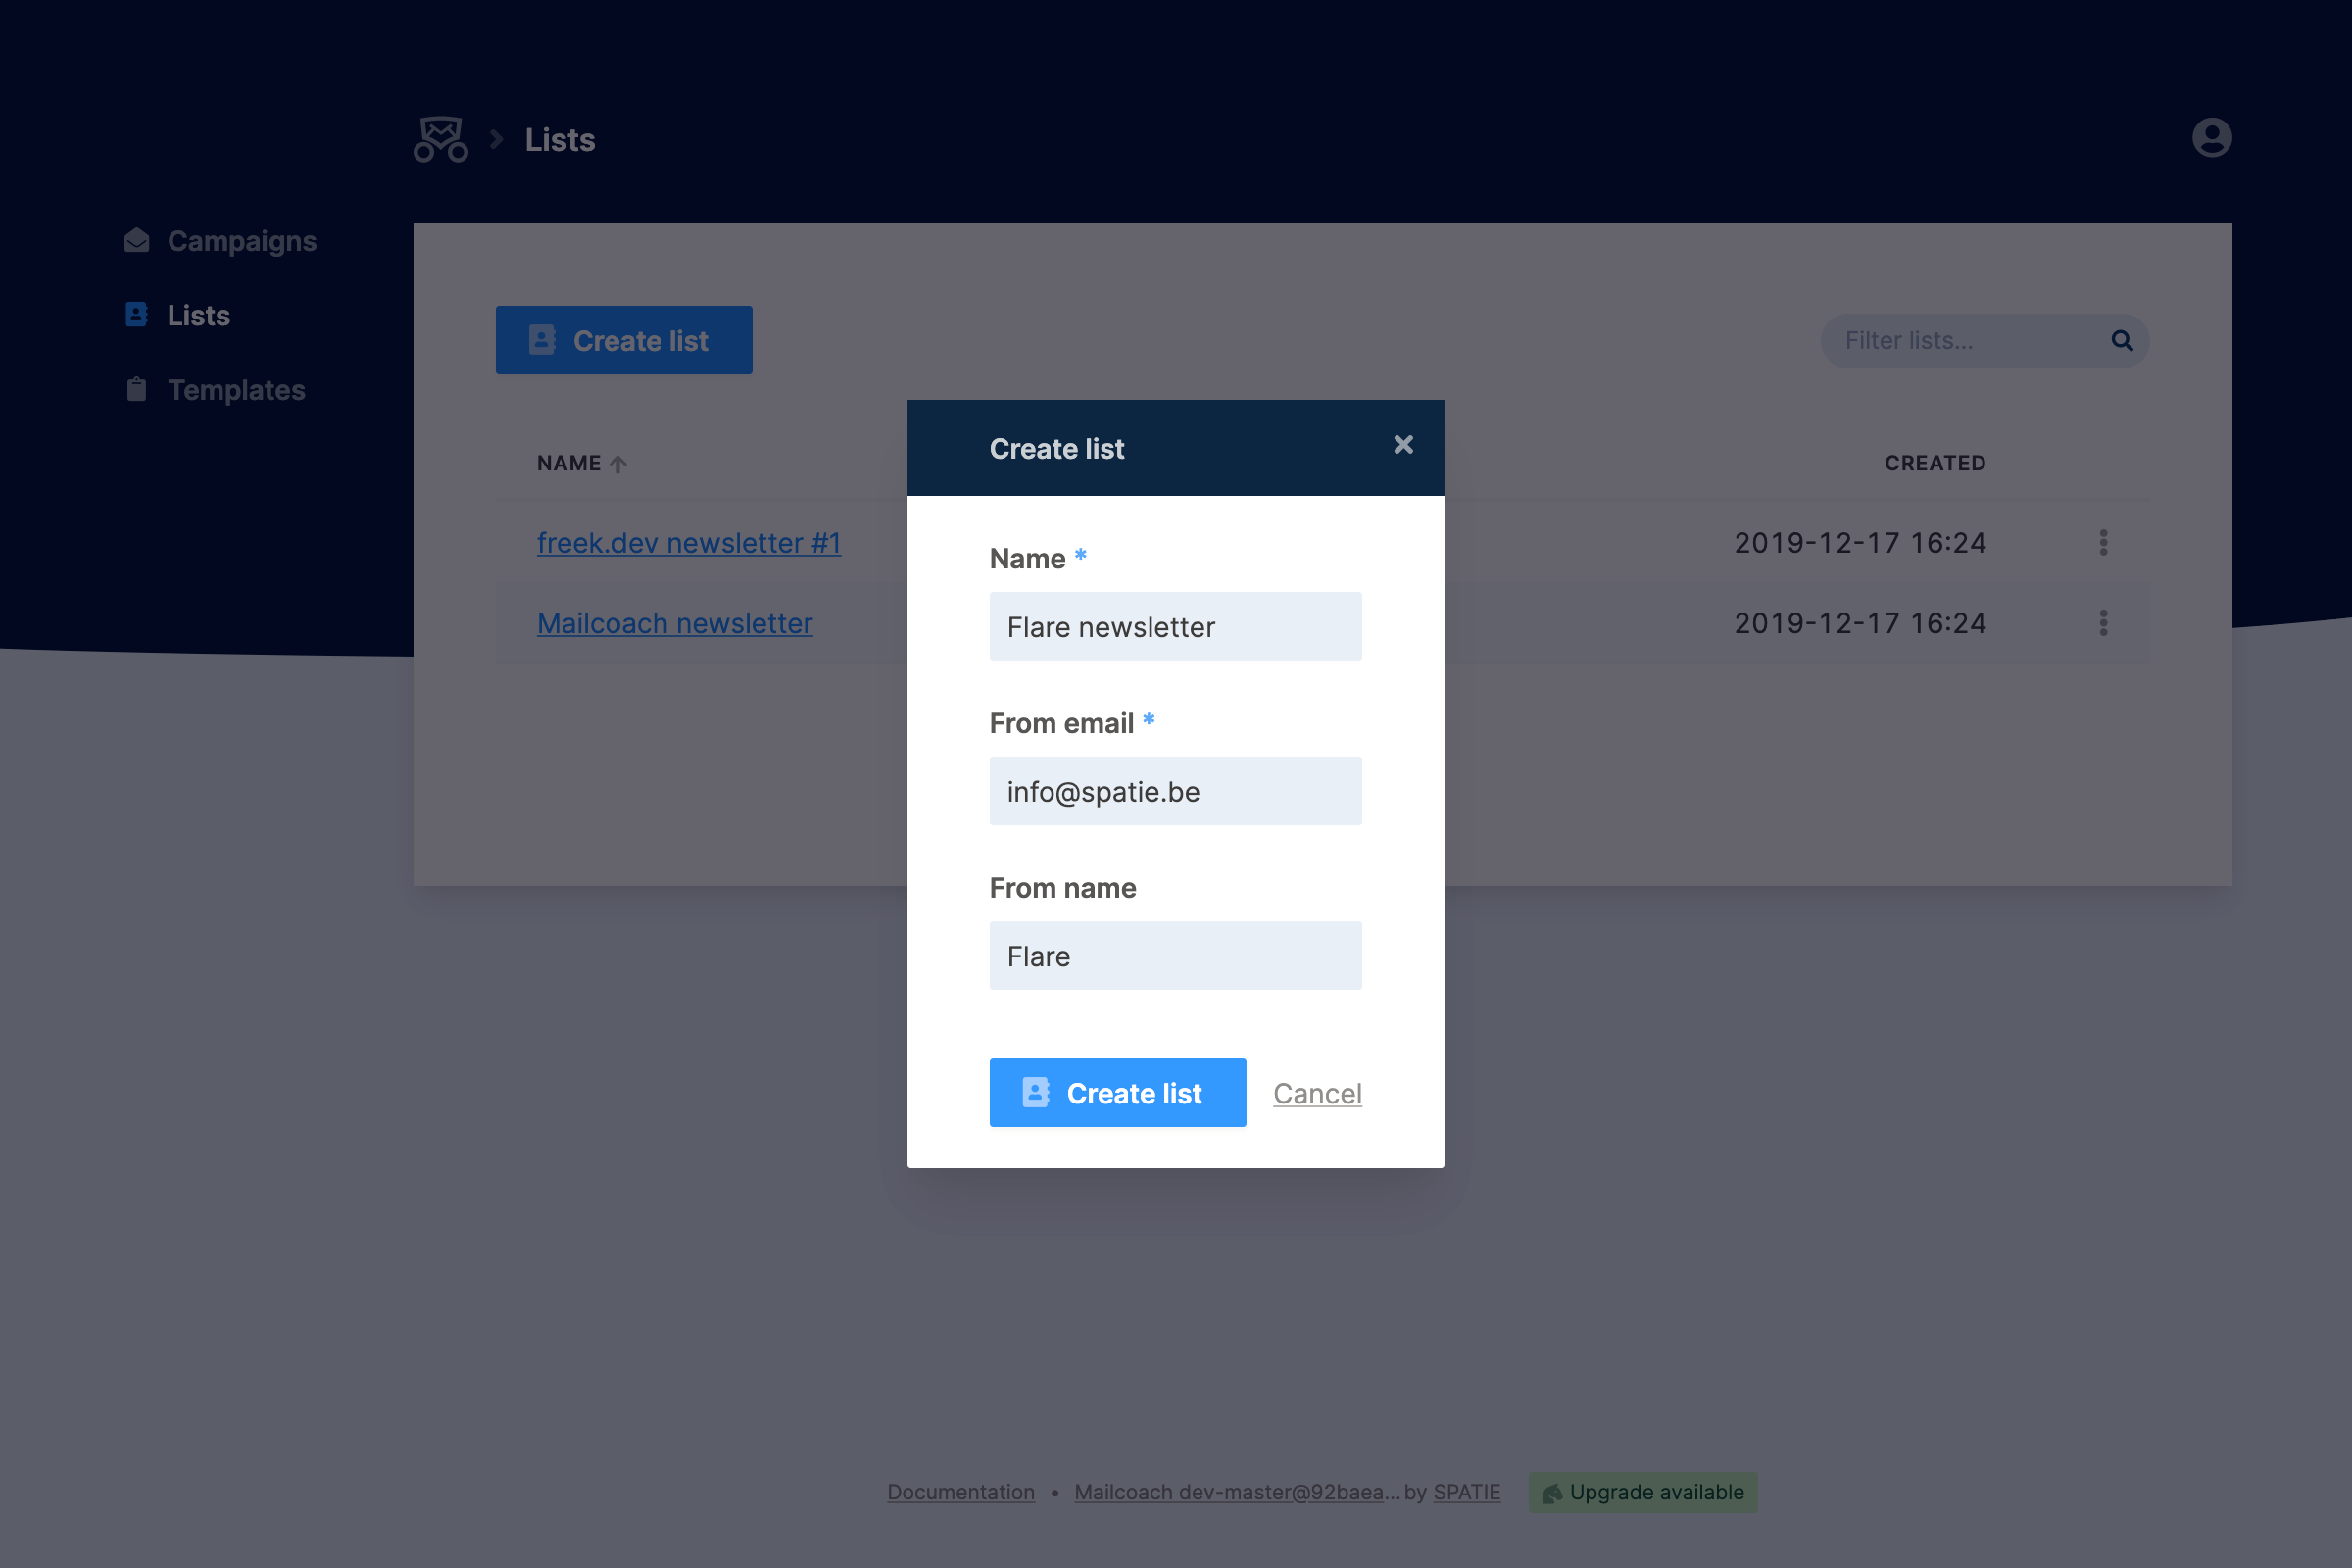 Lists
Campaigns
Lists
Templates
Create list
Filter lists...
NAME
CREATED
freek.dev newsletter #1
2019-12-17 16:24
Mailcoach newsletter
2019-12-17 16:24
Create list
Name *
Flare newsletter
From email *
info@spatie.be
From name
Flare
Create list
Cancel
Documentation • Mailcoach dev-master@92baea... by SPATIE Upgrade available